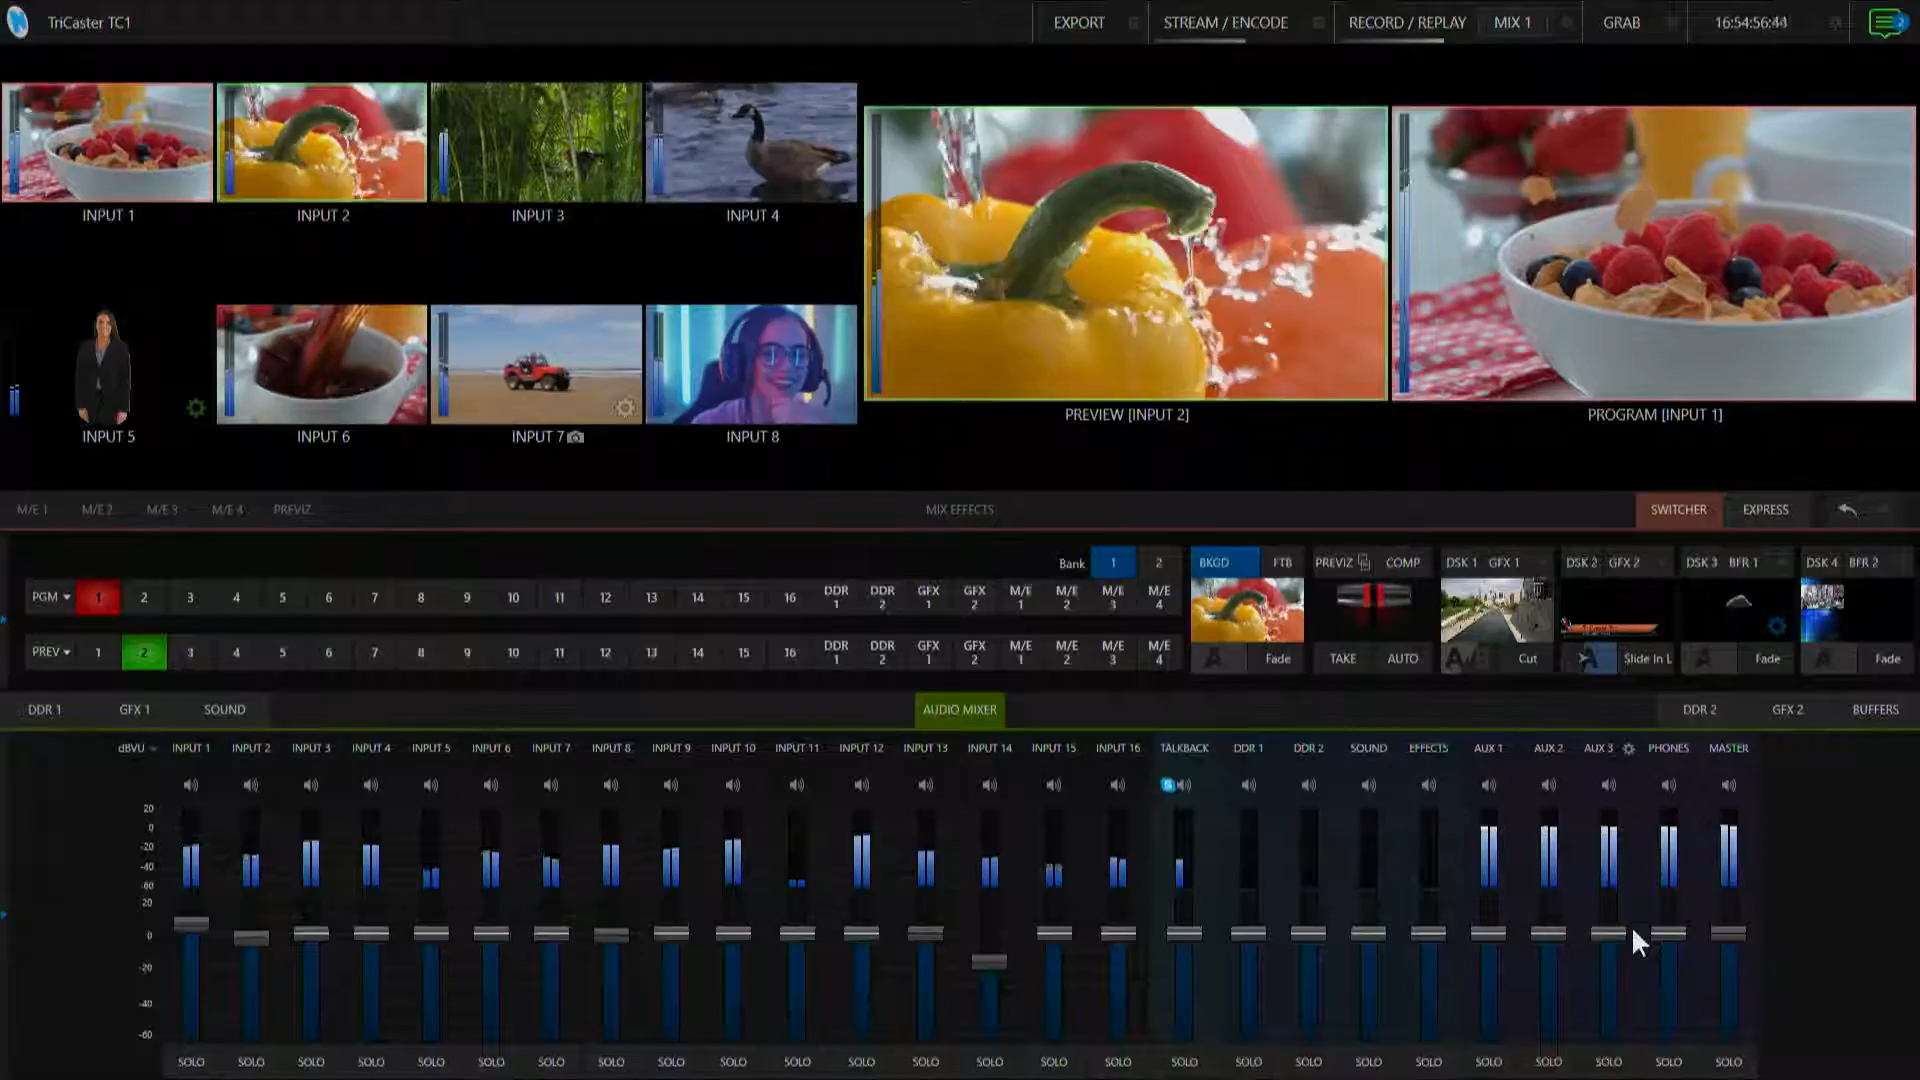 TriCaster TC1
EXPORT
STREAM / ENCODE
RECORD / REPLAY
MIX 1
GRAB
16:54:56:44
2
INPUT 1
INPUT 2
INPUT 3
INPUT 4
INPUT 5
INPUT 6
INPUT 7
INPUT 8
PREVIEW [INPUT 2]
PROGRAM [INPUT 1]
M/E 1 M/E 2 M/E 3 M/E 4 PREVIZ
MIX EFFECTS
SWITCHER EXPRESS
Bank 1 2
PGM 1 2 3 4 5 6 7 8 9 10 11 12 13 14 15 16 DDR 1 DDR 2 GFX 1 GFX 2 M/E 1 M/E 2 M/E 3 M/E 4
PREV 1 2 3 4 5 6 7 8 9 10 11 12 13 14 15 16 DDR 1 DDR 2 GFX 1 GFX 2 M/E 1 M/E 2 M/E 3 M/E 4
BKGD FTB PREVIZ COMP DSK 1 GFX 1 DSK 2 GFX 2 DSK 3 BFR 1 DSK 4 BFR 2
Fade TAKE AUTO Cut Slide In L Fade Fade
DDR 1 GFX 1 SOUND
AUDIO MIXER
DDR 2 GFX 2 BUFFERS
dBVU INPUT 1 INPUT 2 INPUT 3 INPUT 4 INPUT 5 INPUT 6 INPUT 7 INPUT 8 INPUT 9 INPUT 10 INPUT 11 INPUT 12 INPUT 13 INPUT 14 INPUT 15 INPUT 16 TALKBACK DDR 1 DDR 2 SOUND EFFECTS AUX 1 AUX 2 AUX 3 PHONES MASTER
20
0
-20
-40
-60
20
0
-20
-40
-60
SOLO SOLO SOLO SOLO SOLO SOLO SOLO SOLO SOLO SOLO SOLO SOLO SOLO SOLO SOLO SOLO SOLO SOLO SOLO SOLO SOLO SOLO SOLO SOLO SOLO SOLO